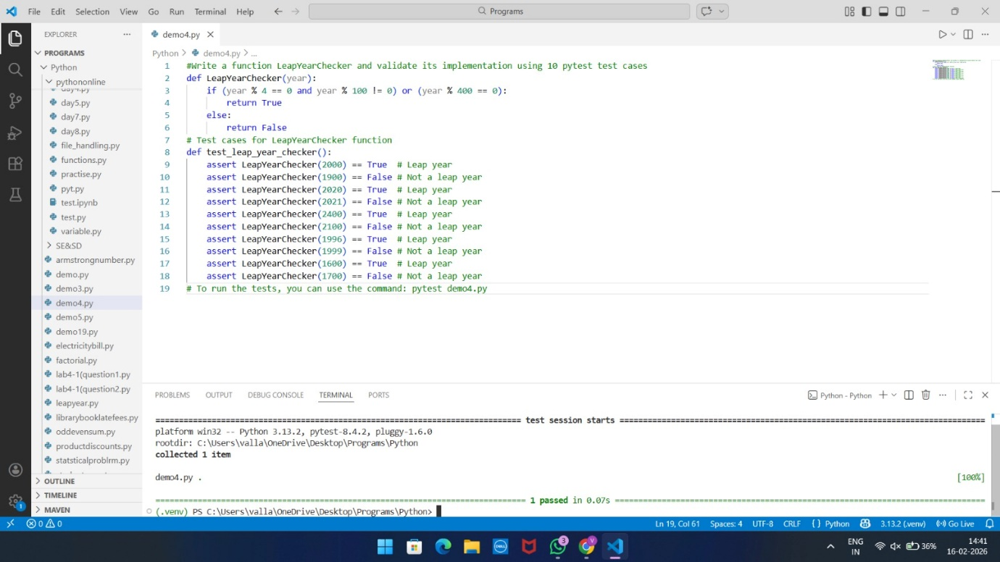 File Edit Selection View Go Run Terminal Help Programs
EXPLORER
PROGRAMS
Python
pythononline
day4.py
day5.py
day7.py
day8.py
file_handling.py
functions.py
practise.py
pyt.py
test.ipynb
test.py
variable.py
SE&SD
armstrongnumber.py
demo.py
demo3.py
demo4.py
demo5.py
demo19.py
electricitybill.py
factorial.py
lab4-1(question1.py
lab4-1(question2.py
leapyear.py
librarybooklatefees.py
oddevensum.py
productdiscounts.py
statsticalproblrm.py
OUTLINE
TIMELINE
MAVEN
demo4.py
Python > demo4.py > ...
1 #Write a function LeapYearChecker and validate its implementation using 10 pytest test cases
2 def LeapYearChecker(year):
3 if (year % 4 == 0 and year % 100 != 0) or (year % 400 == 0):
4 return True
5 else:
6 return False
7 # Test cases for LeapYearChecker function
8 def test_leap_year_checker():
9 assert LeapYearChecker(2000) == True # Leap year
10 assert LeapYearChecker(1900) == False # Not a leap year
11 assert LeapYearChecker(2020) == True # Leap year
12 assert LeapYearChecker(2021) == False # Not a leap year
13 assert LeapYearChecker(2400) == True # Leap year
14 assert LeapYearChecker(2100) == False # Not a leap year
15 assert LeapYearChecker(1996) == True # Leap year
16 assert LeapYearChecker(1999) == False # Not a leap year
17 assert LeapYearChecker(1600) == True # Leap year
18 assert LeapYearChecker(1700) == False # Not a leap year
19 # To run the tests, you can use the command: pytest demo4.py
PROBLEMS OUTPUT DEBUG CONSOLE TERMINAL PORTS Python - Python
test session starts
platform win32 -- Python 3.13.2, pytest-8.4.2, pluggy-1.6.0
rootdir: C:\Users\valla\OneDrive\Desktop\Programs\Python
collected 1 item
demo4.py . [100%]
1 passed in 0.07s
(.venv) PS C:\Users\valla\OneDrive\Desktop\Programs\Python>
0 0 Ln 19, Col 61 Spaces: 4 UTF-8 CRLF {} Python 3.13.2 (.venv) Go Live
DELL 3 V ENG IN 36% 14:41
16-02-2026